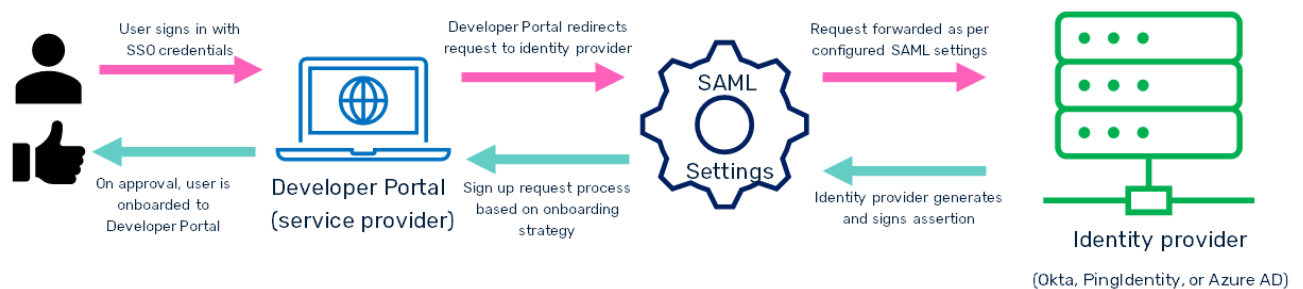 User signs in with
SSO credentials
Developer Portal redirects
request to identity provider
Request forwarded as per
configured SAML settings
SAML
Settings
On approval, user is
onboarded to
Developer Portal
Developer Portal
(service provider)
Sign up request process
based on onboarding
strategy
Identity provider generates
and signs assertion
Identity provider
(Okta, PingIdentity, or Azure AD)